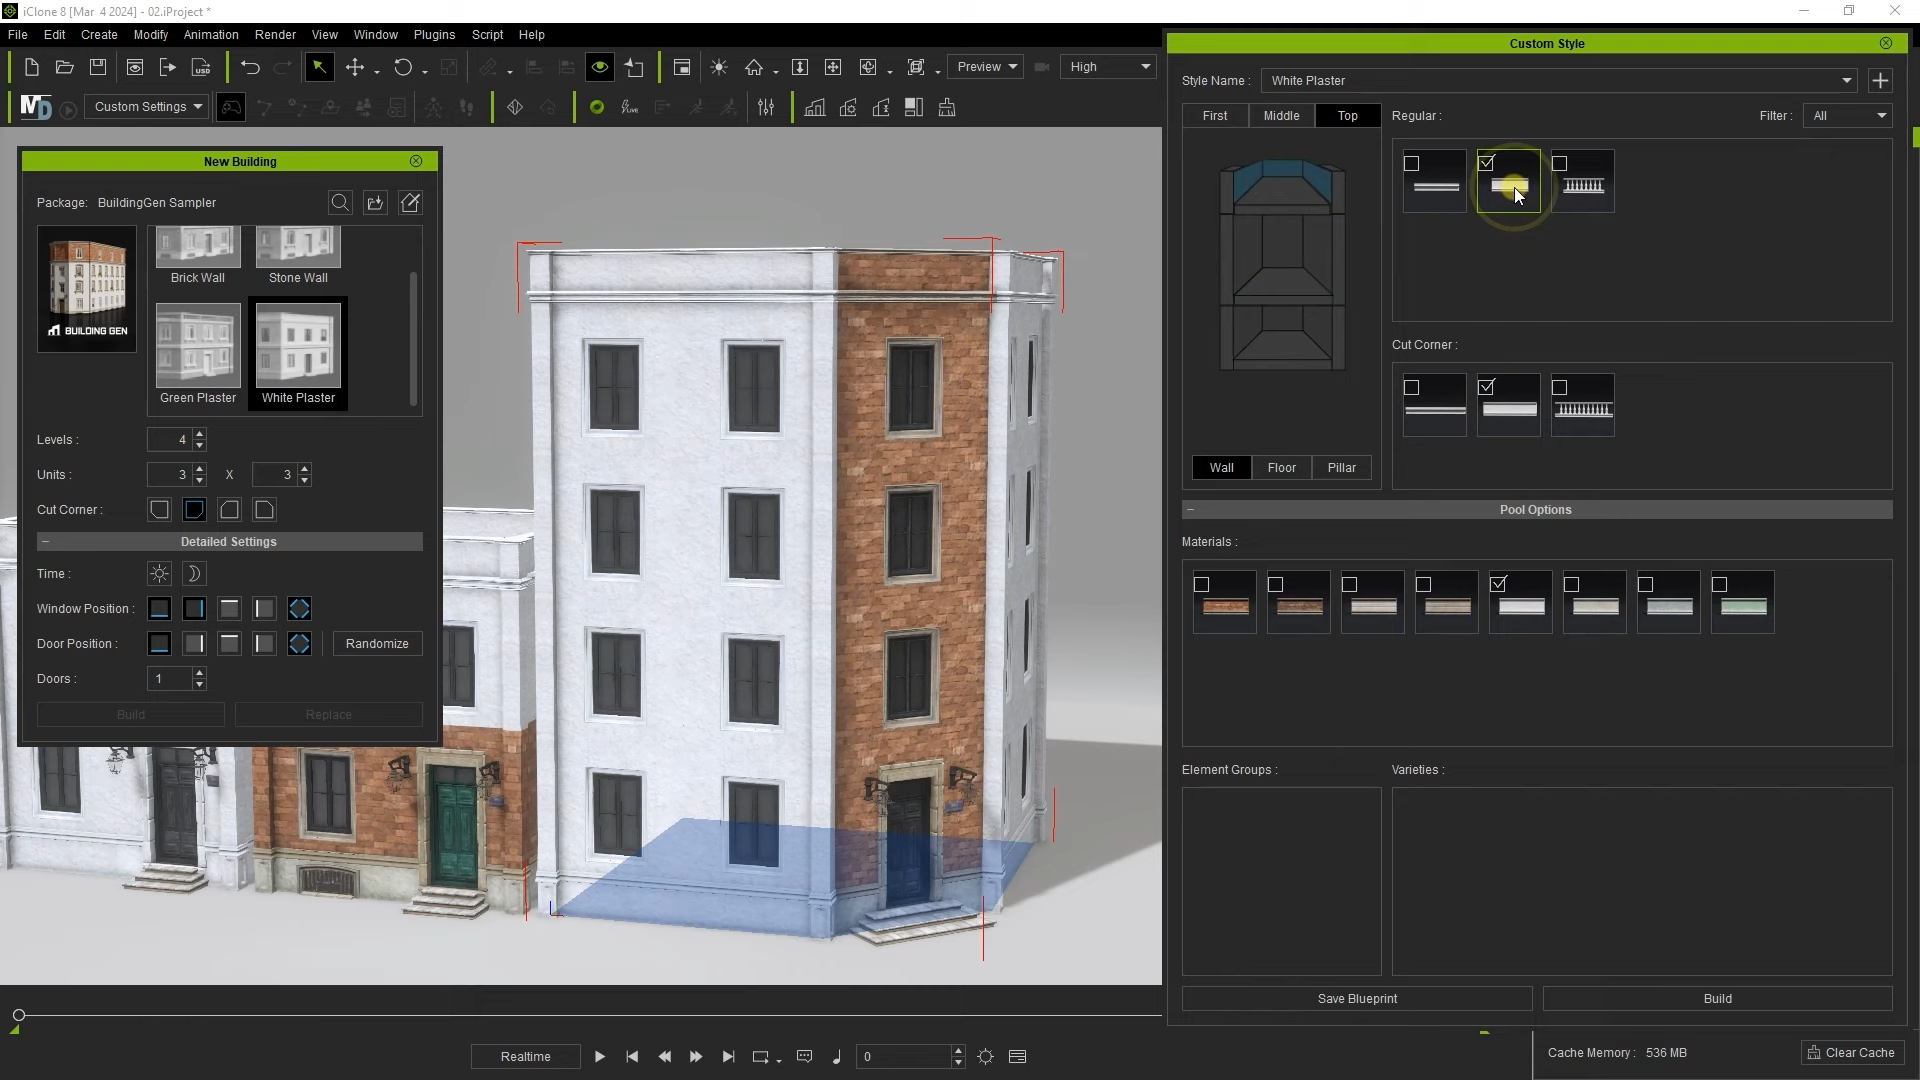 iClone 8 [Mar  4 2024] - 02.iProject *
File Edit Create Modify Animation Render View Window Plugins Script Help
Preview High
Custom Settings
New Building
Package: BuildingGen Sampler
BUILDING GEN
Brick Wall Stone Wall
Green Plaster White Plaster
Levels : 4
Units : 3 X 3
Cut Corner :
Detailed Settings
Time :
Window Position :
Door Position : Randomize
Doors : 1
Build Replace
Custom Style
Style Name : White Plaster
First Middle Top Regular : Filter : All
Cut Corner :
Wall Floor Pillar
Pool Options
Materials :
Element Groups : Varieties :
Save Blueprint Build
Realtime 0
Cache Memory : 536 MB Clear Cache